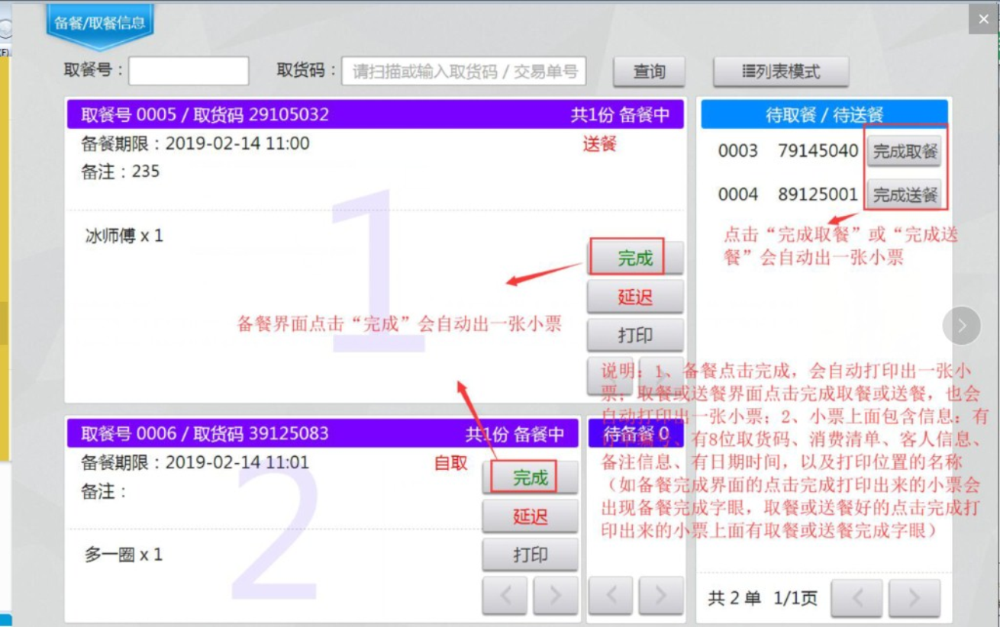 备餐/取餐信息
(F)
取餐号：
取货码：
请扫描或输入取货码 / 交易单号
查询
列表模式
取餐号 0005 / 取货码 29105032
共1份 备餐中
备餐期限：2019-02-14 11:00
送餐
备注：235
1
冰师傅 x 1
完成
延迟
打印
备餐界面点击“完成”会自动出一张小票
待取餐 / 待送餐
0003 79145040 完成取餐
0004 89125001 完成送餐
点击“完成取餐”或“完成送
餐”会自动出一张小票
说明：1、备餐点击完成，会自动打印出一张小
票；取餐或送餐界面点击完成取餐或送餐，也会
自动打印出一张小票；2、小票上面包含信息：有
订单编号、有8位取货码、消费清单、客人信息、
备注信息、有日期时间，以及打印位置的名称
（如备餐完成界面的点击完成打印出来的小票会
出现备餐完成字眼，取餐或送餐好的点击完成打
印出来的小票上面有取餐或送餐完成字眼）
取餐号 0006 / 取货码 39125083
共1份 备餐中
备餐期限：2019-02-14 11:01
自取
备注：
2
多一圈 x 1
完成
延迟
打印
待备餐 0
共 2 单 1/1页